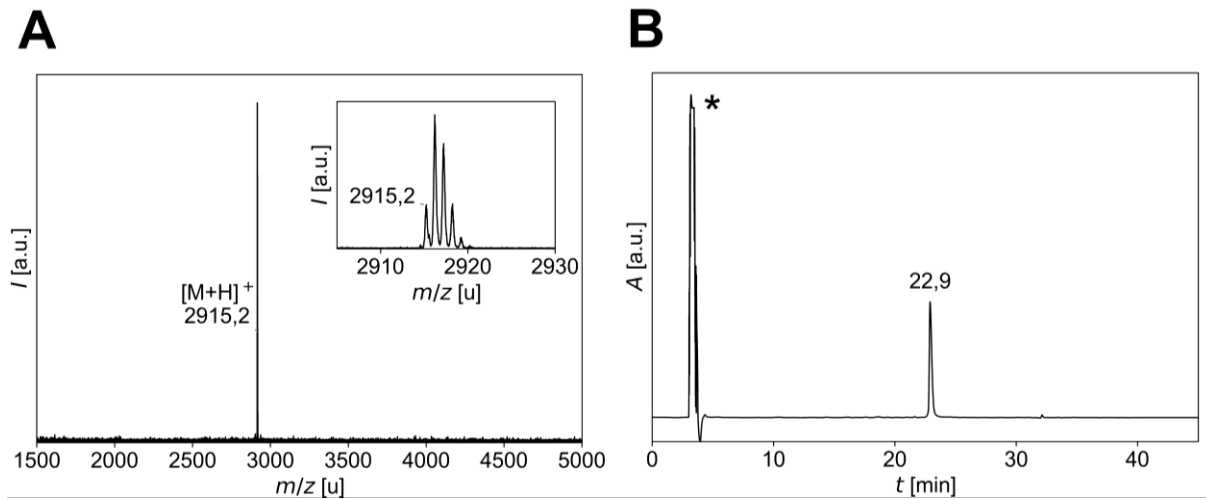 A
I [a.u.]
[M+H]+
2915,2
1500 2000 2500 3000 3500 4000 4500 5000
m/z [u]
I [a.u.]
2915,2
2910 2920 2930
m/z [u]
B
A [a.u.]
*
22,9
0 10 20 30 40
t [min]